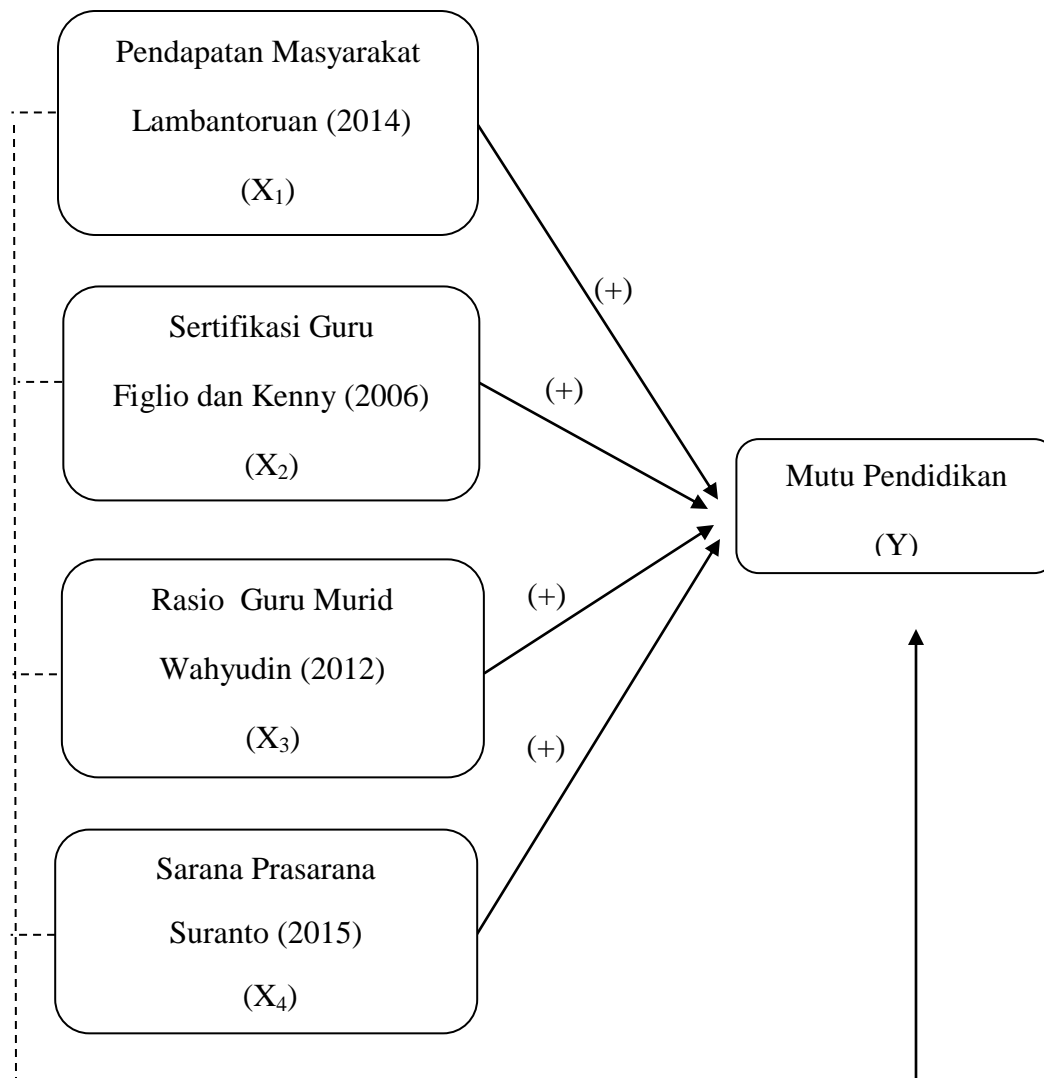 Pendapatan Masyarakat
Lambantoruan (2014)
(X₁)
(+)
Sertifikasi Guru
Figlio dan Kenny (2006)
(X₂)
(+)
Mutu Pendidikan
(Y)
Rasio Guru Murid
Wahyudin (2012)
(X₃)
(+)
Sarana Prasarana
Suranto (2015)
(X₄)
(+)